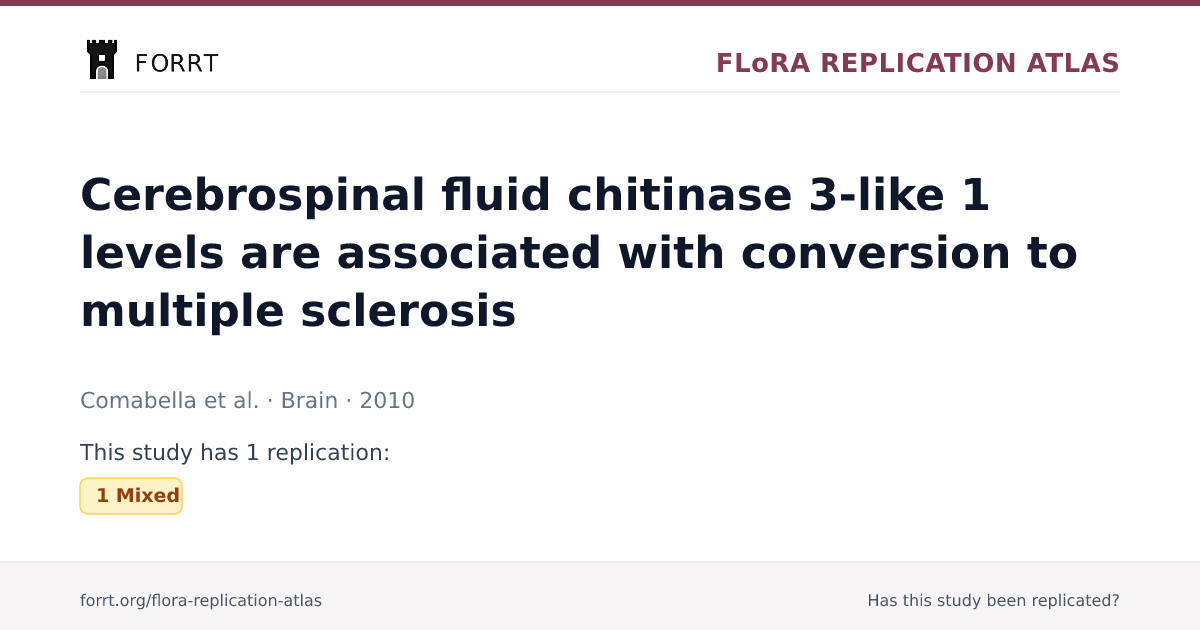 FORRT
FLoRA REPLICATION ATLAS
Cerebrospinal fluid chitinase 3-like 1
levels are associated with conversion to
multiple sclerosis
Comabella et al. · Brain · 2010
This study has 1 replication:
1 Mixed
forrt.org/flora-replication-atlas
Has this study been replicated?